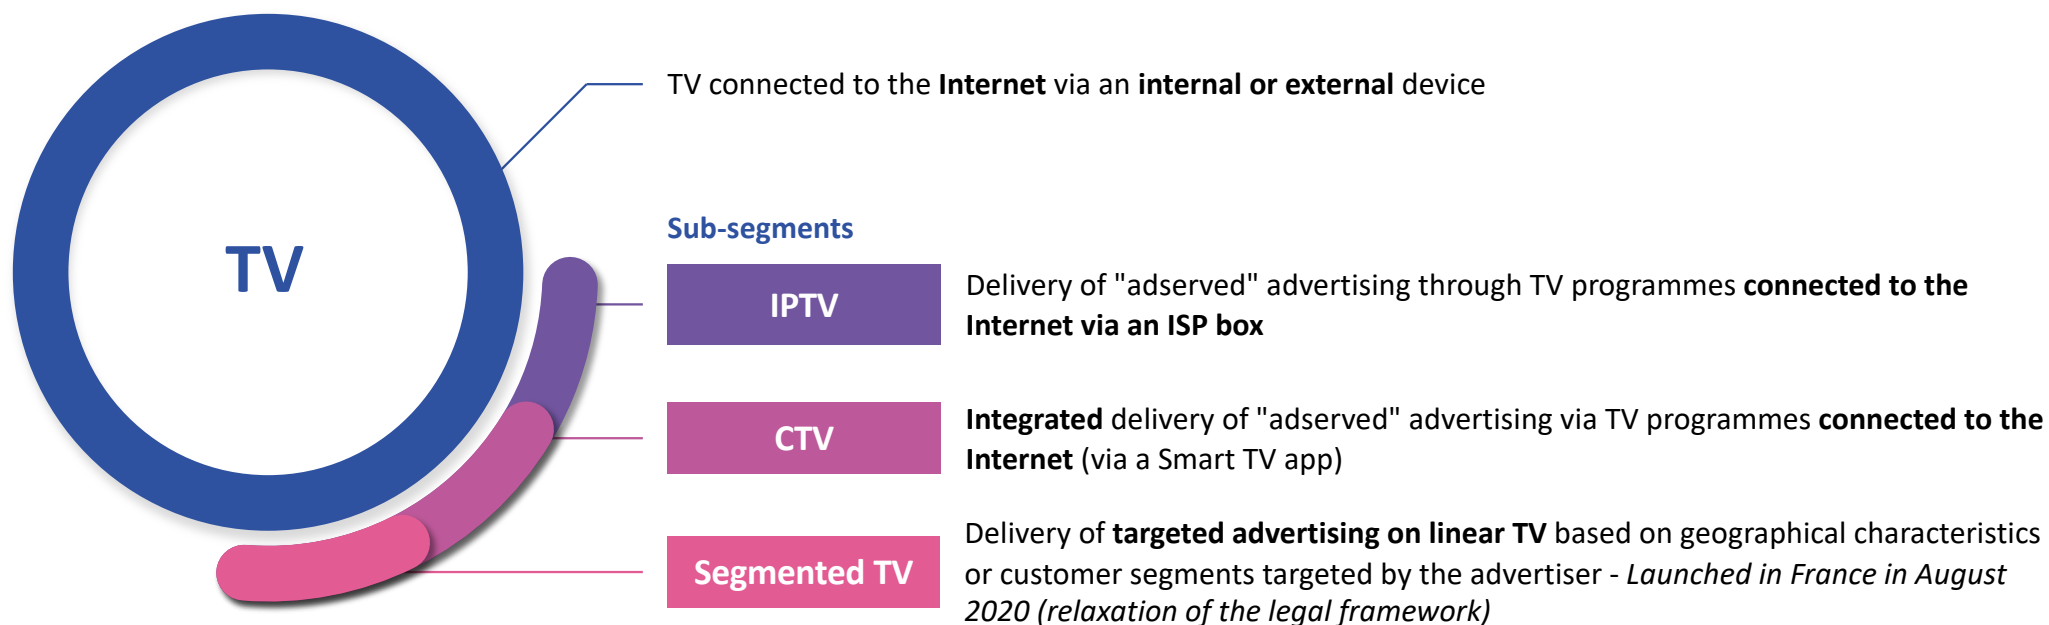 TV
TV connected to the Internet via an internal or external device
Sub-segments
IPTV
Delivery of "adserved" advertising through TV programmes connected to the
Internet via an ISP box
CTV
Integrated delivery of "adserved" advertising via TV programmes connected to the
Internet (via a Smart TV app)
Segmented TV
Delivery of targeted advertising on linear TV based on geographical characteristics
or customer segments targeted by the advertiser - Launched in France in August
2020 (relaxation of the legal framework)